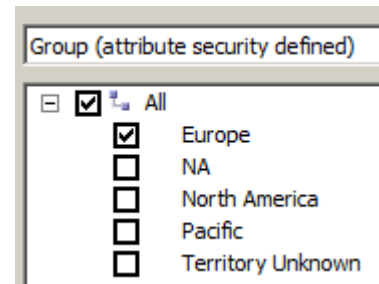 Group (attribute security defined)
All
Europe
NA
North America
Pacific
Territory Unknown